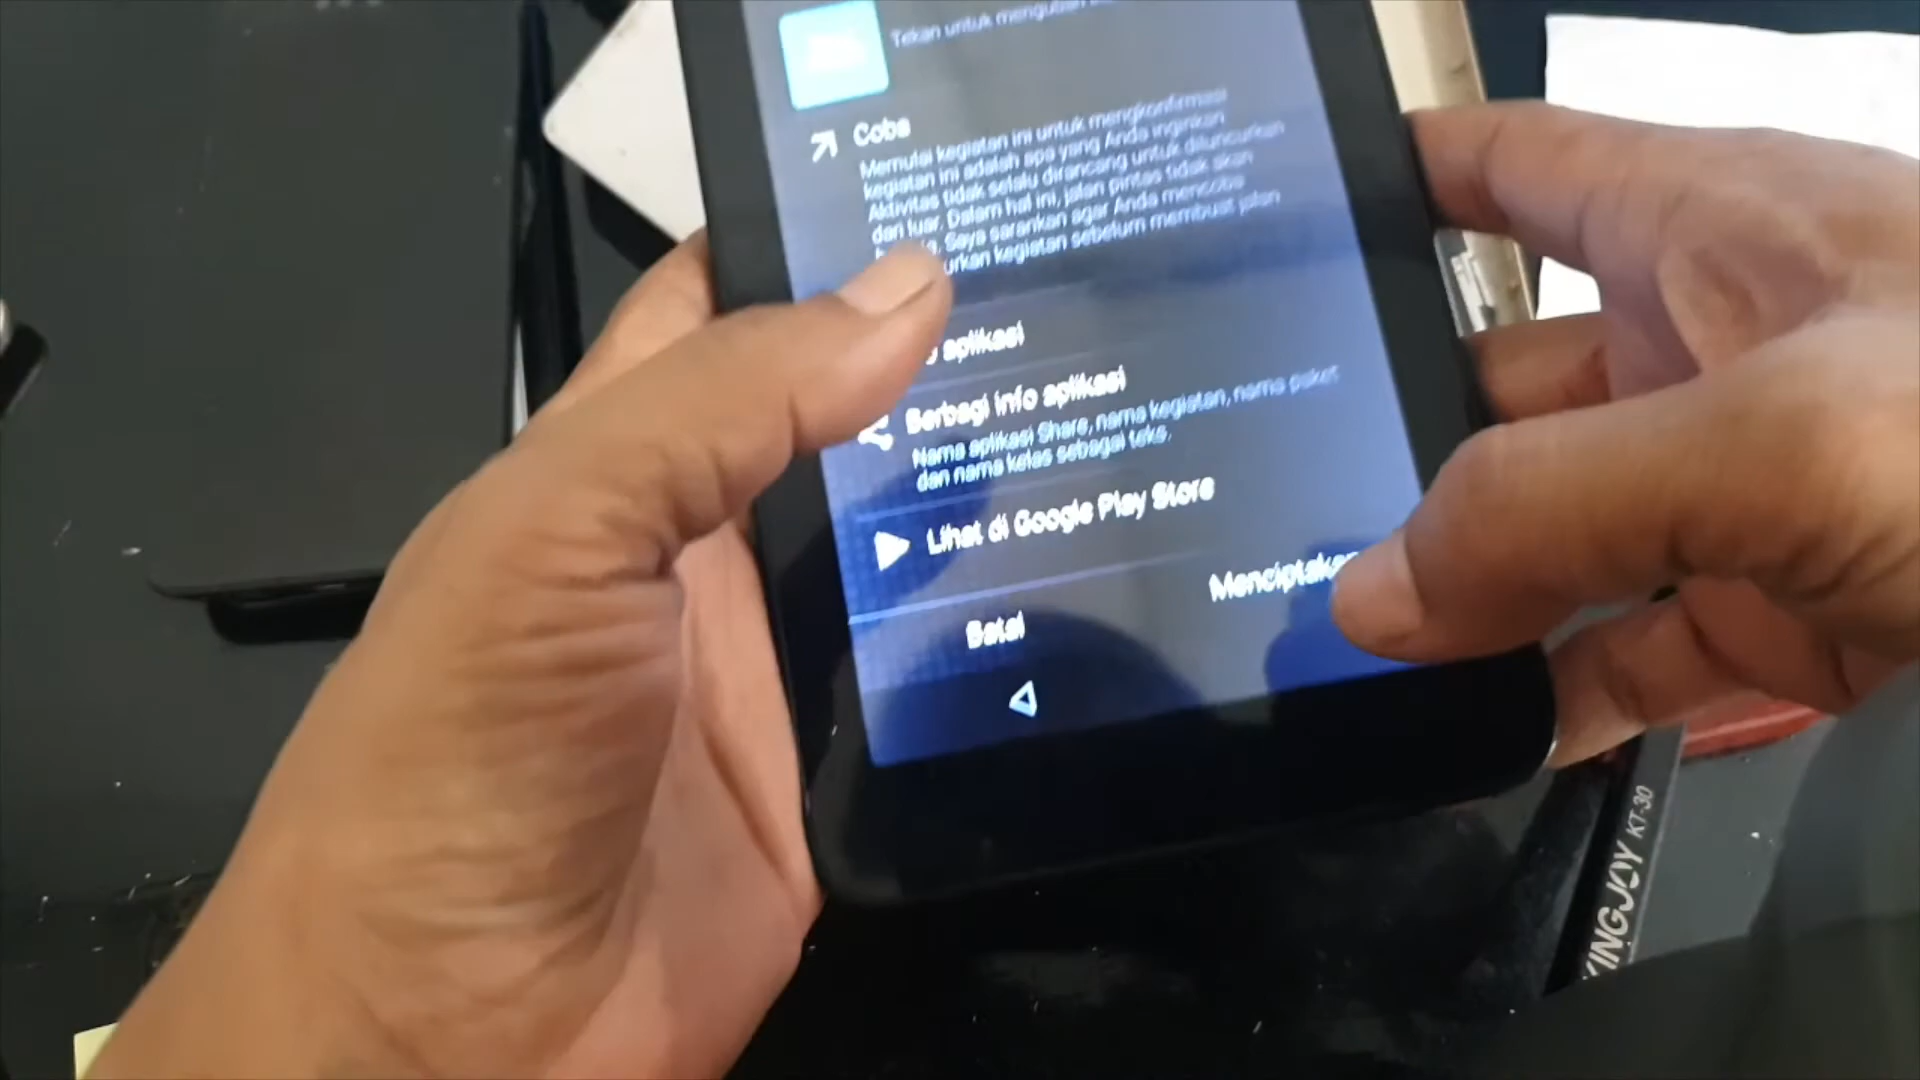 Tekan untuk mengubah
Coba
Memulai kegiatan ini untuk mengkonfirmasi
kegiatan ini adalah apa yang Anda inginkan
Aktivitas tidak selalu dirancang untuk diluncurkan
dari luar. Dalam hal ini, jalan pintas tidak akan
Saya sarankan agar Anda mencoba
urkan kegiatan sebelum membuat jalan
aplikasi
Berbagi info aplikasi
Nama aplikasi Share, nama kegiatan, nama paket
dan nama kelas sebagai teks.
Lihat di Google Play Store
Menciptakan
Batal
KINGJOY KT-30